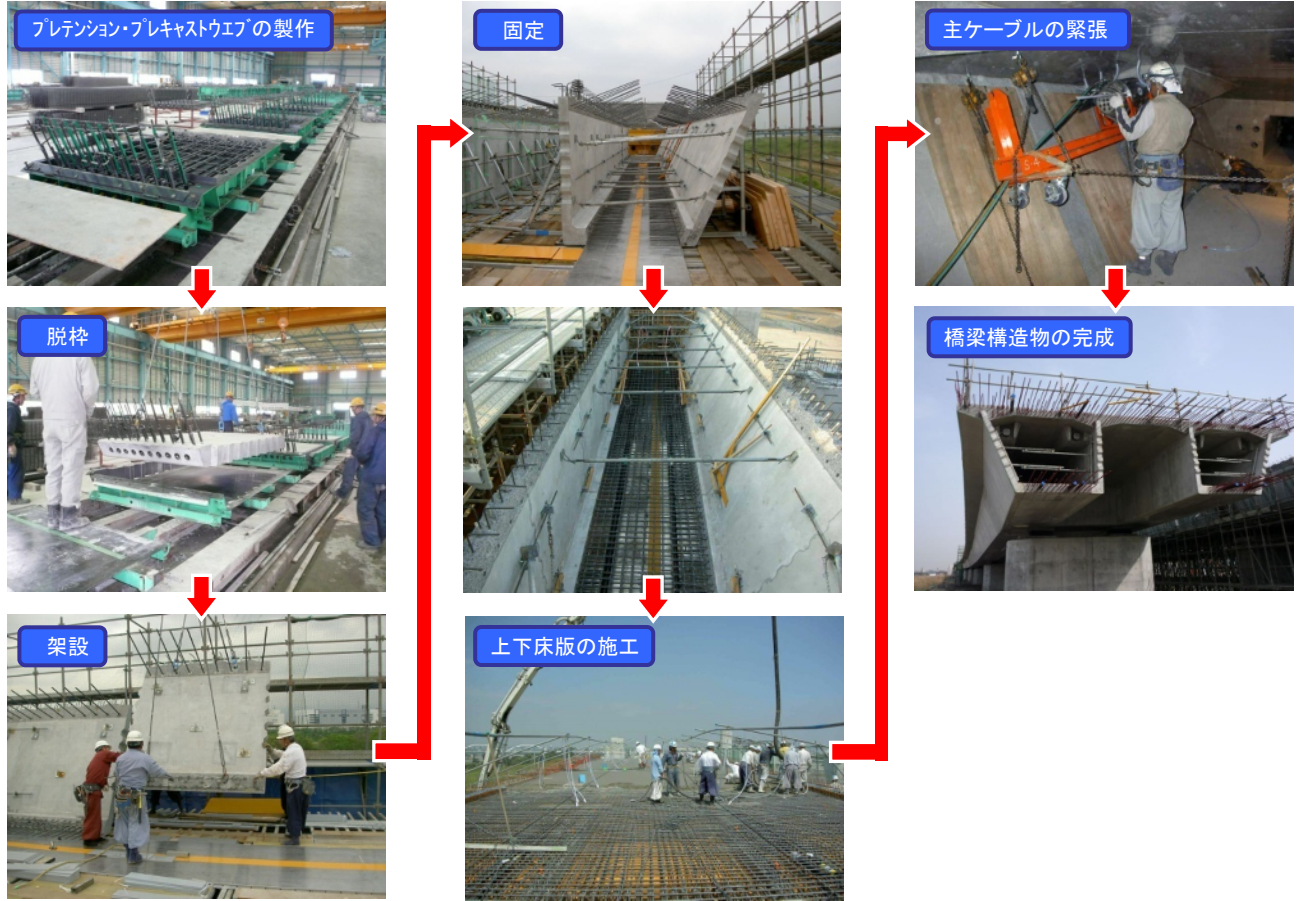 プレテンション・プレキャストウエブの製作
脱枠
架設
固定
上下床版の施工
主ケーブルの緊張
S-4
橋梁構造物の完成